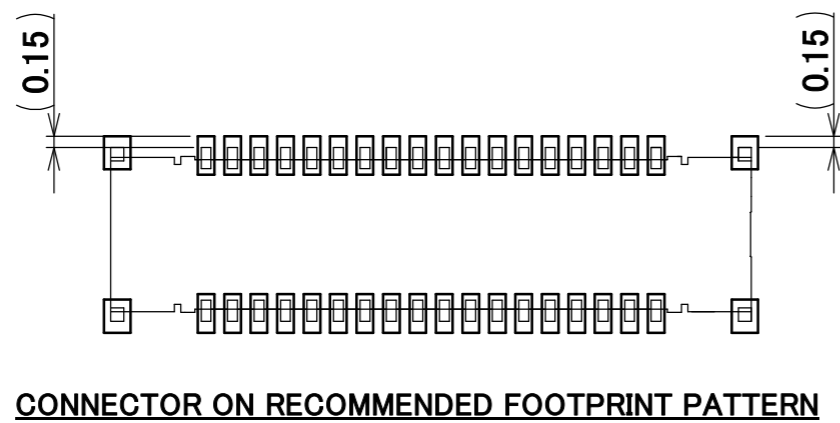 (0.15)
(0.15)
CONNECTOR ON RECOMMENDED FOOTPRINT PATTERN